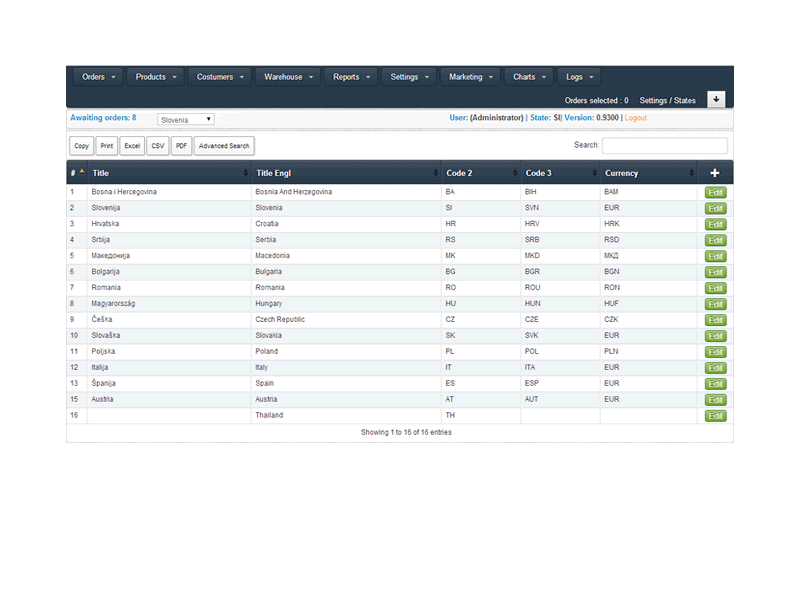 Orders Products Costumers Warehouse Reports Settings Marketing Charts Logs
Orders selected : 0 Settings / States
Awaiting orders: 8 Slovenia User: (Administrator) | State: SI| Version: 0.9300 | Logout
Copy Print Excel CSV PDF Advanced Search Search:
# Title Title Engl Code 2 Code 3 Currency +
1 Bosna i Hercegovina Bosnia And Herzegovina BA BIH BAM Edit
2 Slovenija Slovenia SI SVN EUR Edit
3 Hrvatska Croatia HR HRV HRK Edit
4 Srbija Serbia RS SRB RSD Edit
5 Македонија Macedonia MK MKD МКД Edit
6 Bolgarija Bulgaria BG BGR BGN Edit
7 Romania Romania RO ROU RON Edit
8 Magyarország Hungary HU HUN HUF Edit
9 Češka Czech Republic CZ CZE CZK Edit
10 Slovaška Slovakia SK SVK EUR Edit
11 Poljska Poland PL POL PLN Edit
12 Italija Italy IT ITA EUR Edit
13 Španija Spain ES ESP EUR Edit
15 Austria Austria AT AUT EUR Edit
16 Thailand TH Edit
Showing 1 to 16 of 16 entries